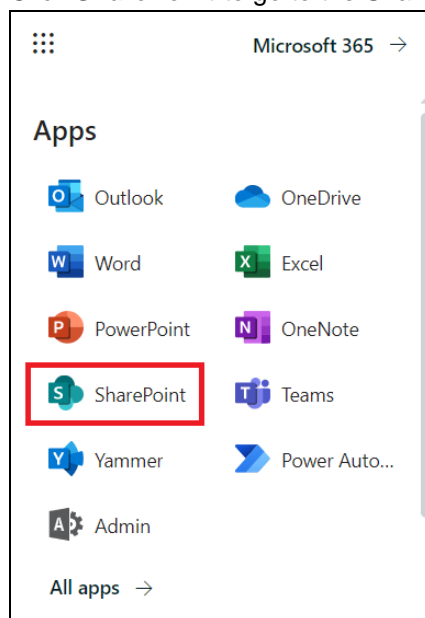 Microsoft 365 →
Apps
Outlook OneDrive
Word Excel
PowerPoint OneNote
SharePoint Teams
Yammer Power Auto...
Admin
All apps →